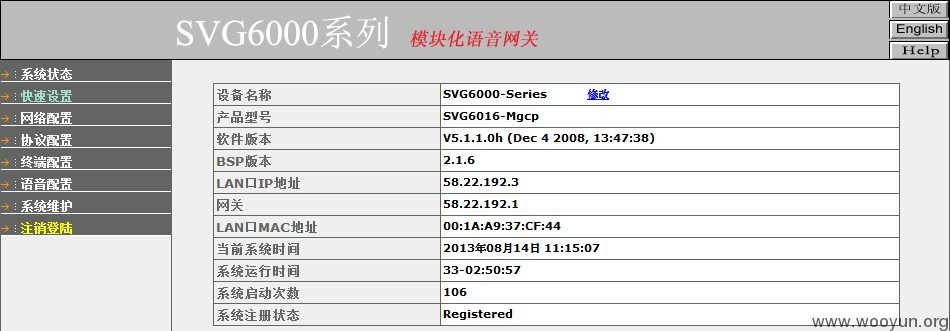 SVG6000系列 模块化语音网关
中文版
English
Help
系统状态
快速设置
网络配置
协议配置
终端配置
语音配置
系统维护
注销登陆
设备名称 SVG6000-Series 修改
产品型号 SVG6016-Mgcp
软件版本 V5.1.1.0h (Dec 4 2008, 13:47:38)
BSP版本 2.1.6
LAN口IP地址 58.22.192.3
网关 58.22.192.1
LAN口MAC地址 00:1A:A9:37:CF:44
当前系统时间 2013年08月14日 11:15:07
系统运行时间 33-02:50:57
系统启动次数 106
系统注册状态 Registered
www.wooyun.org